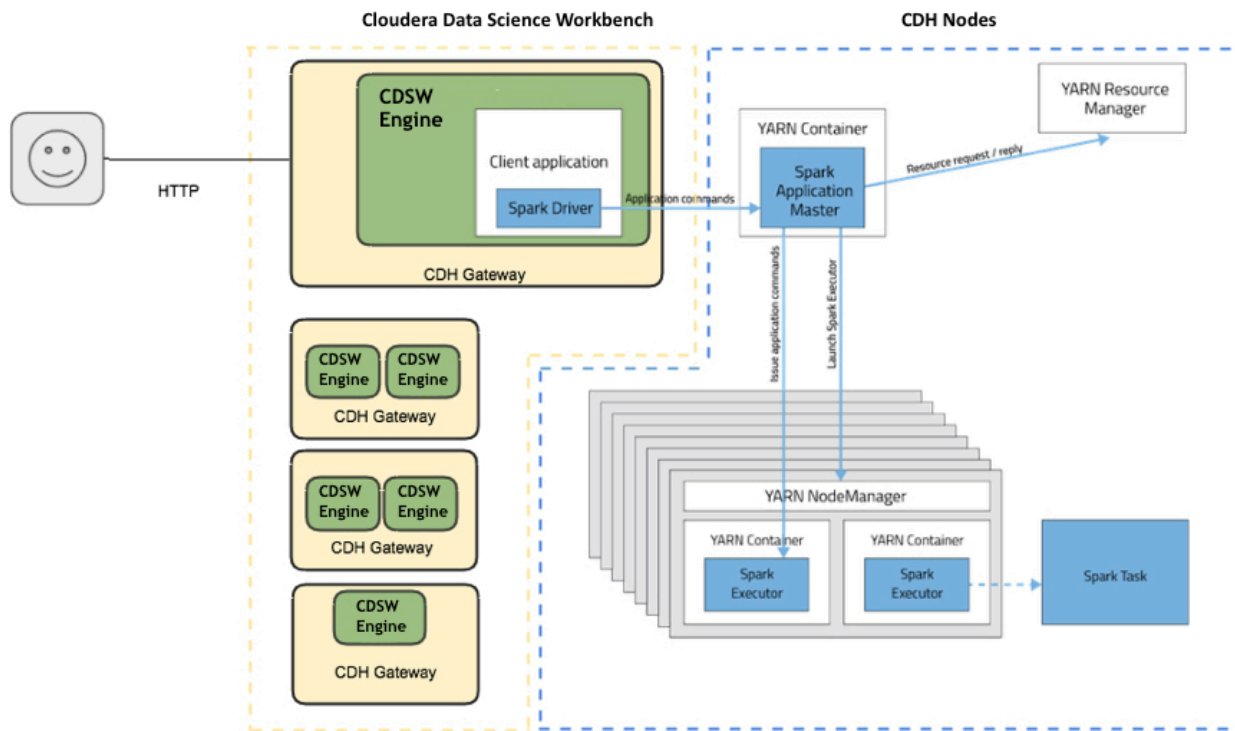 Cloudera Data Science Workbench
CDH Nodes
HTTP
CDSW
Engine
Client application
Spark Driver
CDH Gateway
Application commands
YARN Container
Spark
Application
Master
Resource request / reply
YARN Resource
Manager
Issue application commands
Launch Spark Executor
CDSW
Engine
CDSW
Engine
CDH Gateway
CDSW
Engine
CDSW
Engine
CDH Gateway
CDSW
Engine
CDH Gateway
YARN NodeManager
YARN Container
Spark
Executor
YARN Container
Spark
Executor
Spark Task